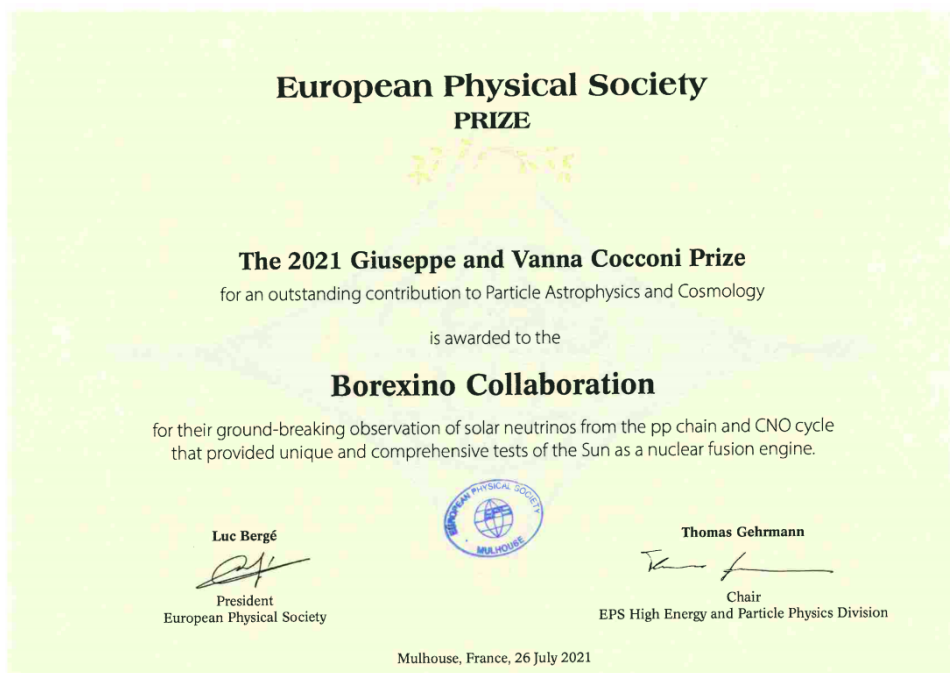 European Physical Society
PRIZE
The 2021 Giuseppe and Vanna Cocconi Prize
for an outstanding contribution to Particle Astrophysics and Cosmology
is awarded to the
Borexino Collaboration
for their ground-breaking observation of solar neutrinos from the pp chain and CNO cycle
that provided unique and comprehensive tests of the Sun as a nuclear fusion engine.
EUROPEAN PHYSICAL SOCIETY
EPS
MULHOUSE
Luc Bergé
President
European Physical Society
Thomas Gehrmann
Chair
EPS High Energy and Particle Physics Division
Mulhouse, France, 26 July 2021